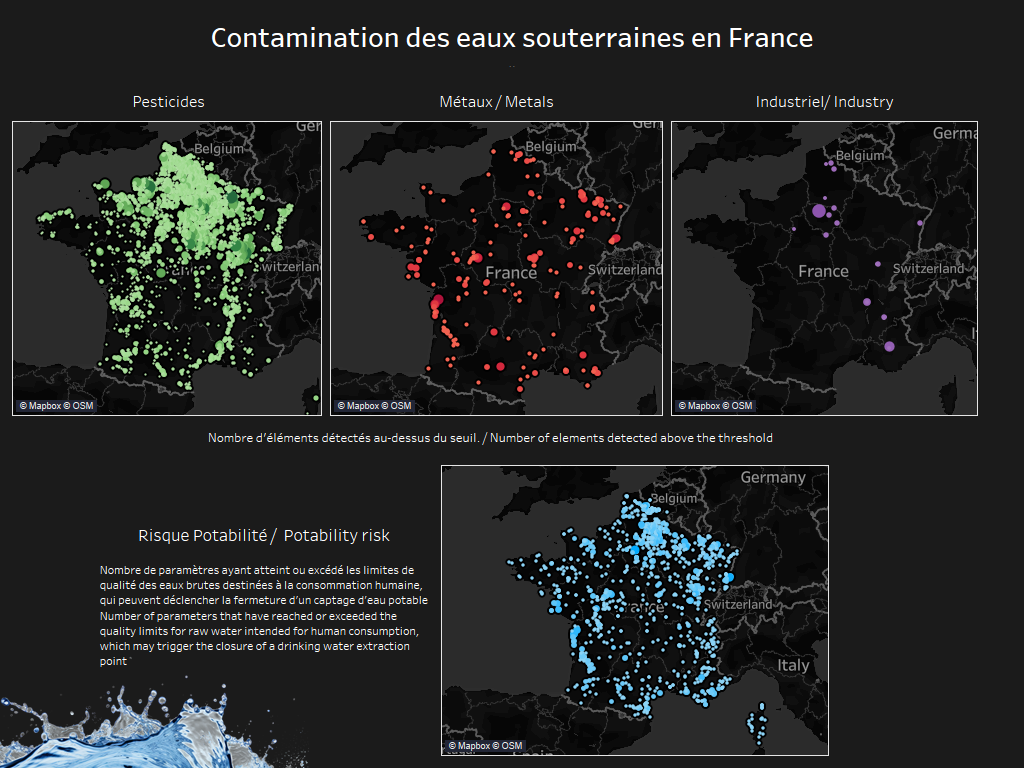 Contamination des eaux souterraines en France
Pesticides
Métaux / Metals
Industriel/ Industry
Belgium
Switzerland
© Mapbox © OSM
Belgium
France
Switzerland
© Mapbox © OSM
Germa
Belgium
France
Switzerland
© Mapbox © OSM
Nombre d'éléments détectés au-dessus du seuil. / Number of elements detected above the threshold
Risque Potabilité / Potability risk
Nombre de paramètres ayant atteint ou excédé les limites de
qualité des eaux brutes destinées à la consommation humaine,
qui peuvent déclencher la fermeture d'un captage d'eau potable
Number of parameters that have reached or exceeded the
quality limits for raw water intended for human consumption,
which may trigger the closure of a drinking water extraction
point
Germany
Belgium
France
Switzerland
Italy
© Mapbox © OSM